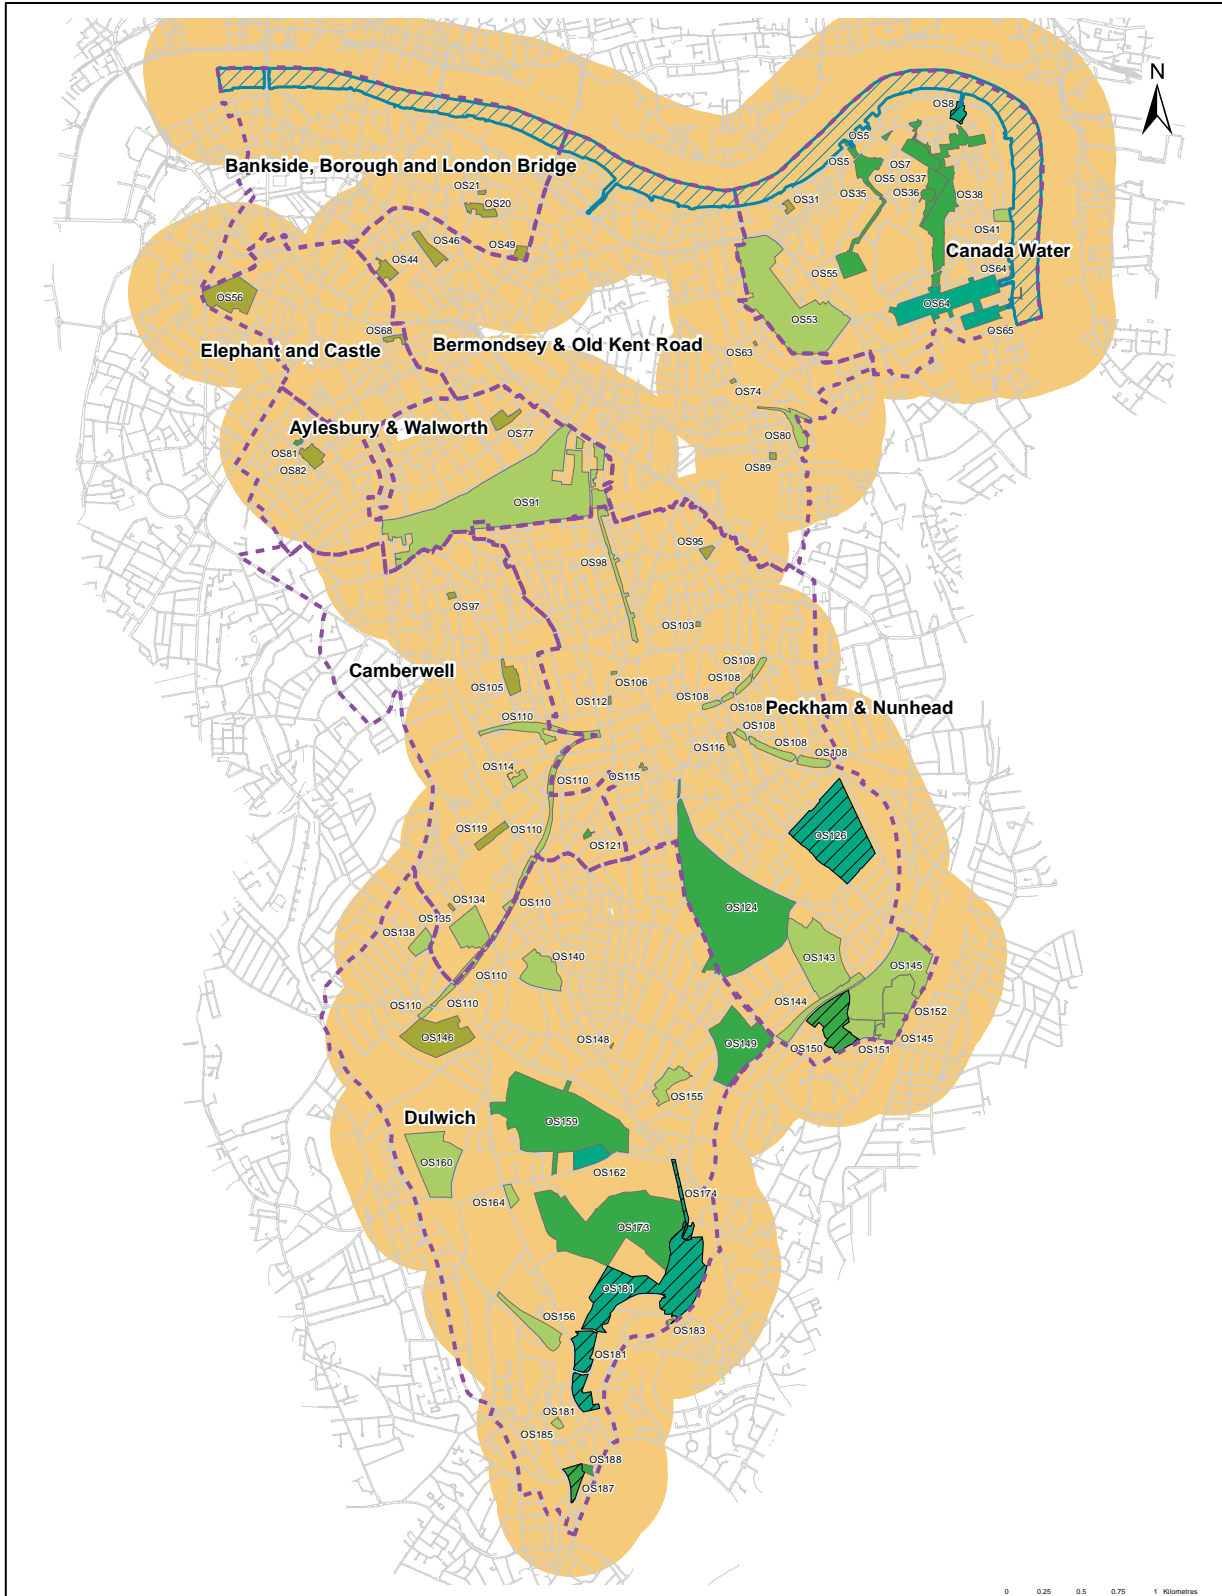 N
OS8
OS5
Bankside, Borough and London Bridge
OS5
OS7
OS5
OS37
OS21
OS35
OS36
OS38
OS20
OS31
OS41
OS46
OS49
Canada Water
OS44
OS55
OS64
OS56
OS64
OS53
OS65
OS68
Elephant and Castle
Bermondsey & Old Kent Road
OS63
OS74
Aylesbury & Walworth
OS77
OS80
OS81
OS82
OS89
OS91
OS95
OS98
OS97
OS103
Camberwell
OS108
OS105
OS106
OS108
OS112
OS108
OS108
Peckham & Nunhead
OS110
OS108
OS116
OS108
OS108
OS114
OS110
OS115
OS119
OS110
OS121
OS126
OS134
OS110
OS124
OS135
OS138
OS140
OS143
OS145
OS110
OS110
OS110
OS144
OS152
OS146
OS148
OS149
OS150
OS151
OS145
OS155
Dulwich
OS159
OS160
OS162
OS164
OS174
OS173
OS181
OS156
OS183
OS181
OS181
OS185
OS188
OS187
0 0.25 0.5 0.75 1 Kilometres